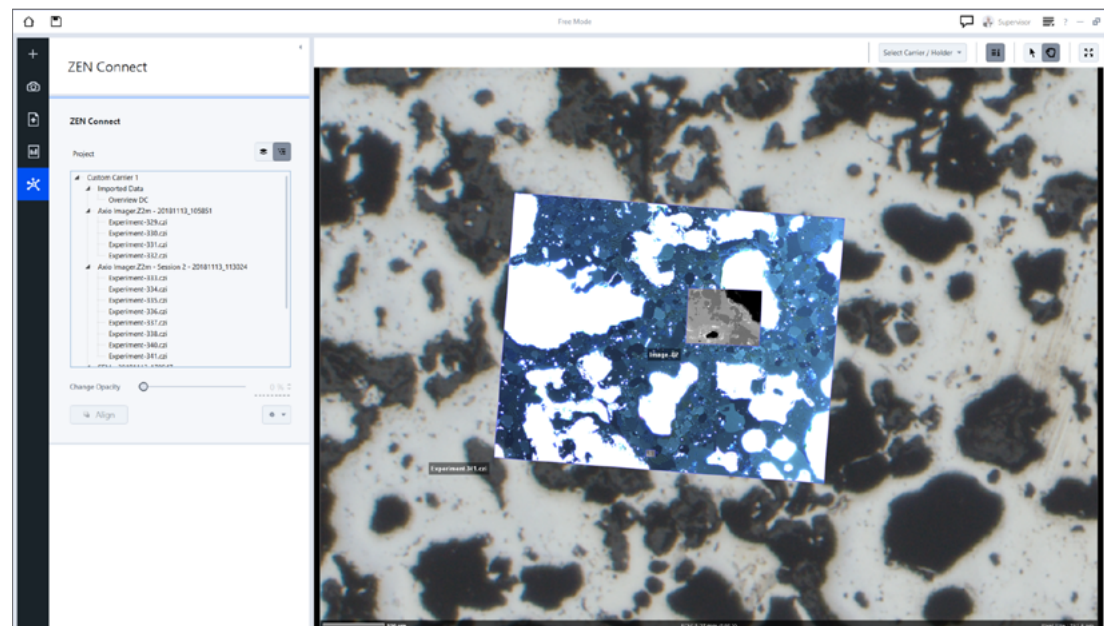 Free Mode
Supervisor
?
ZEN Connect
Select Carrier / Holder
ZEN Connect
Project
Custom Carrier 1
Imported Data
Overview DC
Axio Imager.Z2m - 20181113_105851
Experiment-329.czi
Experiment-330.czi
Experiment-331.czi
Experiment-332.czi
Axio Imager.Z2m - Session 2 - 20181113_113024
Experiment-333.czi
Experiment-334.czi
Experiment-335.czi
Experiment-336.czi
Experiment-337.czi
Experiment-338.czi
Experiment-340.czi
Experiment-341.czi
Change Opacity
Align
Experiment-341.czi